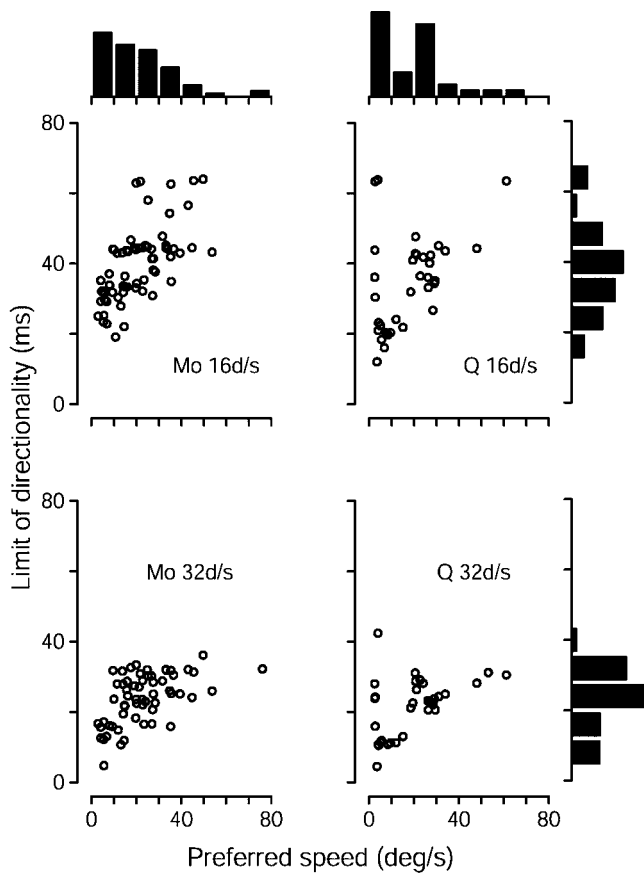 80
40
0
Mo 16d/s
Q 16d/s
Limit of directionality (ms)
80
40
0
Mo 32d/s
Q 32d/s
0 40 80 0 40 80
Preferred speed (deg/s)